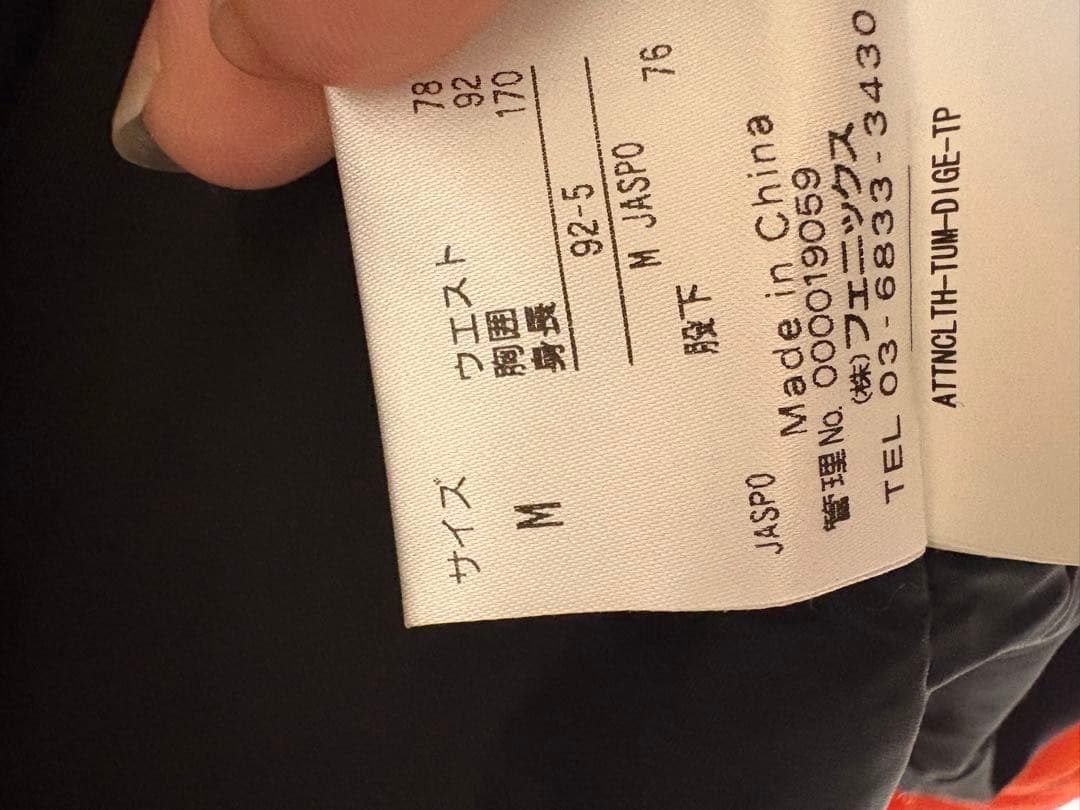 サイズ
ウエスト 78
胸囲 92
M 身長 170
92-5
M JASPO
股下 76
JASPO
Made in China
管理No. 000019059
(株)フェニックス
TEL 03-6833-3430
ATTNCLTH-TUM-DIGE-TP